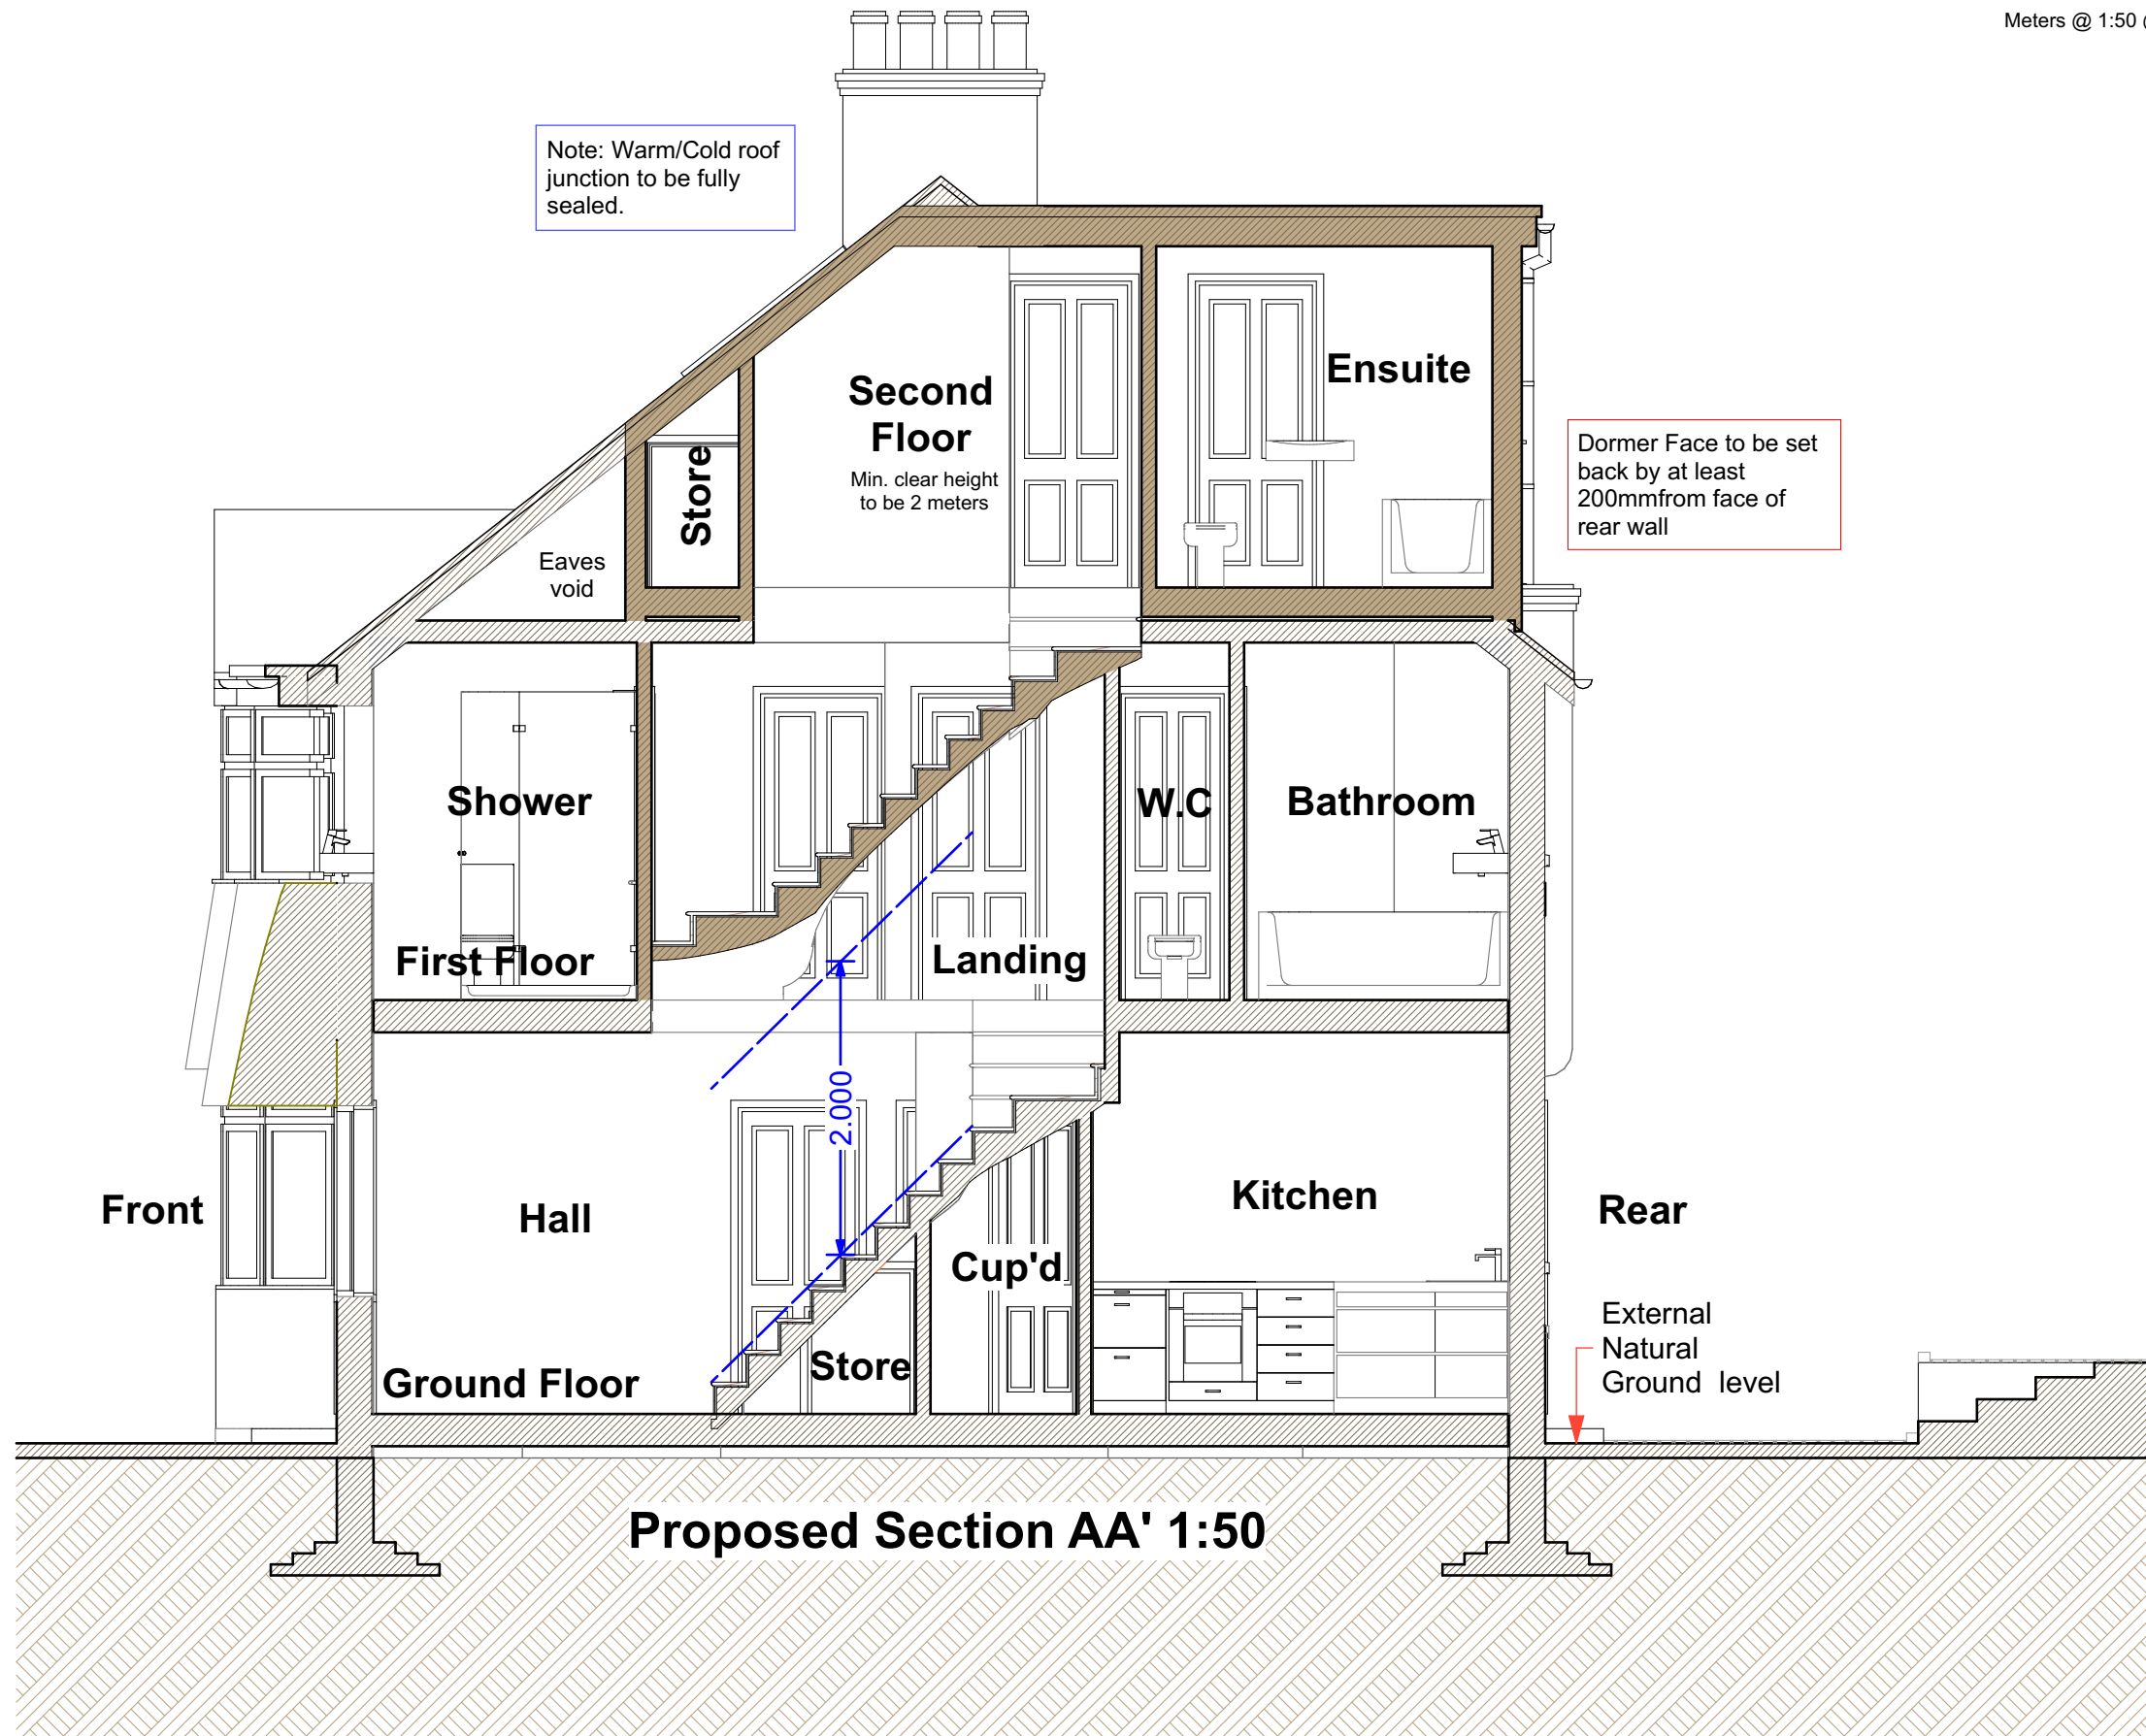 Meters @ 1:50
Note: Warm/Cold roof
junction to be fully
sealed.
Second
Floor
Min. clear height
to be 2 meters
Ensuite
Store
Dormer Face to be set
back by at least
200mmfrom face of
rear wall
Eaves
void
Shower
W.C
Bathroom
First Floor
Landing
2.000
Front
Hall
Kitchen
Rear
Cup'd
External
Natural
Ground level
Store
Ground Floor
Proposed Section AA' 1:50